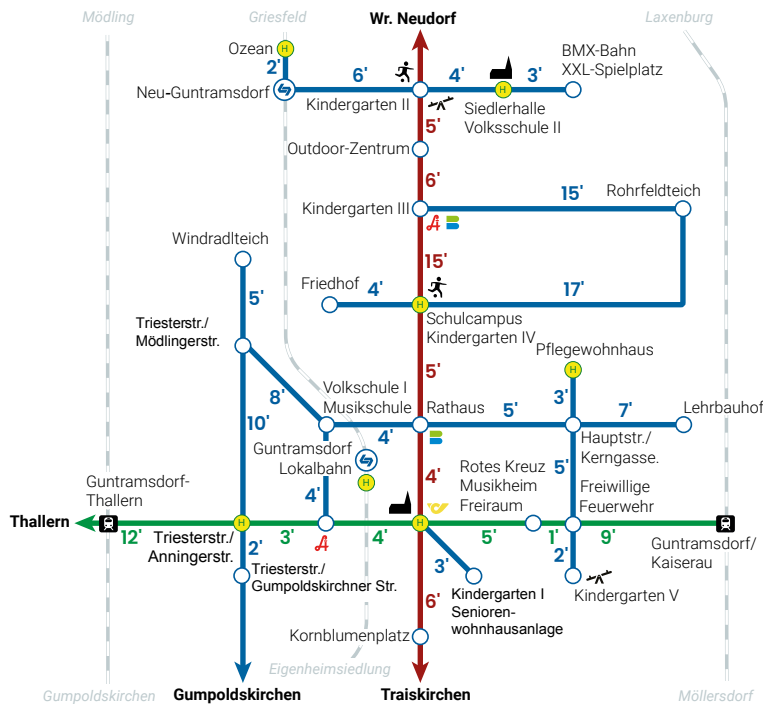 Mödling
Griesfeld
Wr. Neudorf
Laxenburg
Ozean
H
2'
6'
4'
3'
BMX-Bahn
XXL-Spielplatz
Neu-Guntramsdorf
Kindergarten II
H
Siedlerhalle
Volksschule II
5'
Outdoor-Zentrum
6'
Kindergarten III
15'
Rohrfeldteich
Windradlteich
15'
5'
Friedhof
4'
17'
H
Schulcampus
Kindergarten IV
Triesterstr./
Mödlingerstr.
5'
Pflegewohnhaus
H
8'
Volkschule I
Musikschule
Rathaus
3'
5'
7'
Lehrbauhof
10'
4'
Guntramsdorf
Lokalbahn
H
Hauptstr./
Kerngasse.
4'
4'
5'
Rotes Kreuz
Musikheim
Freiraum
Freiwillige
Feuerwehr
Guntramsdorf-
Thallern
Thallern
12'
H
3'
4'
H
5'
1'
9'
Triesterstr./
Anningerstr.
2'
Triesterstr./
Gumpoldskirchner Str.
3'
2'
Guntramsdorf/
Kaiserau
Kindergarten I
Senioren-
wohnhausanlage
Kindergarten V
6'
Kornblumenplatz
Eigenheimsiedlung
Gumpoldskirchen
Gumpoldskirchen
Traiskirchen
Möllersdorf